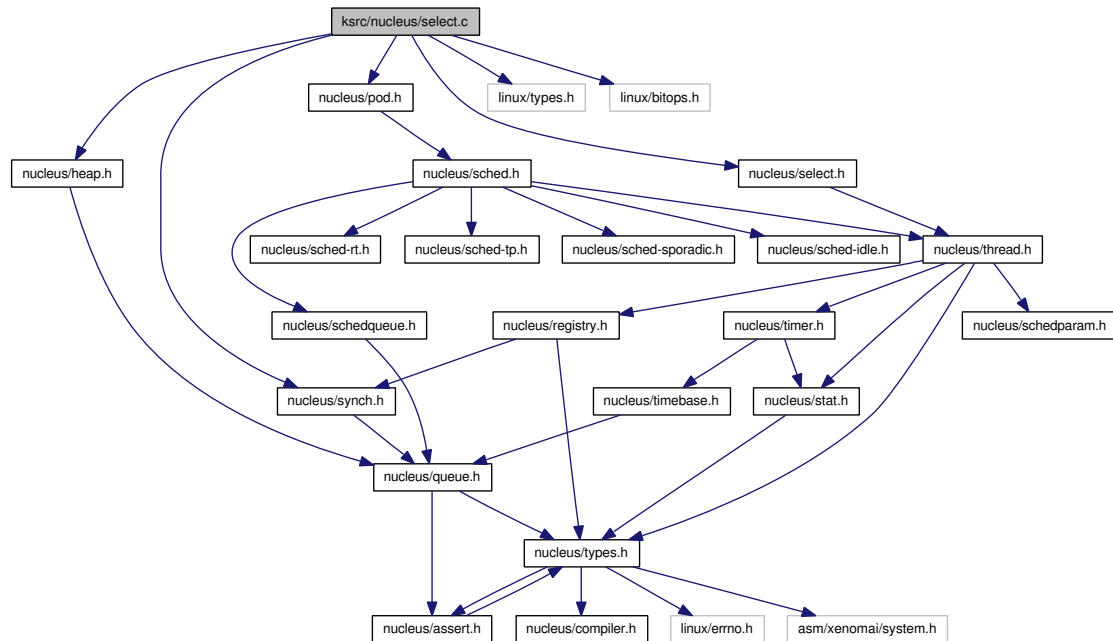 ksrc/nucleus/select.c
nucleus/pod.h
linux/types.h
linux/bitops.h
nucleus/heap.h
nucleus/sched.h
nucleus/select.h
nucleus/sched-rt.h
nucleus/sched-tp.h
nucleus/sched-sporadic.h
nucleus/sched-idle.h
nucleus/thread.h
nucleus/schedqueue.h
nucleus/registry.h
nucleus/timer.h
nucleus/schedparam.h
nucleus/synch.h
nucleus/timebase.h
nucleus/stat.h
nucleus/queue.h
nucleus/types.h
nucleus/assert.h
nucleus/compiler.h
linux/errno.h
asm/xenomai/system.h